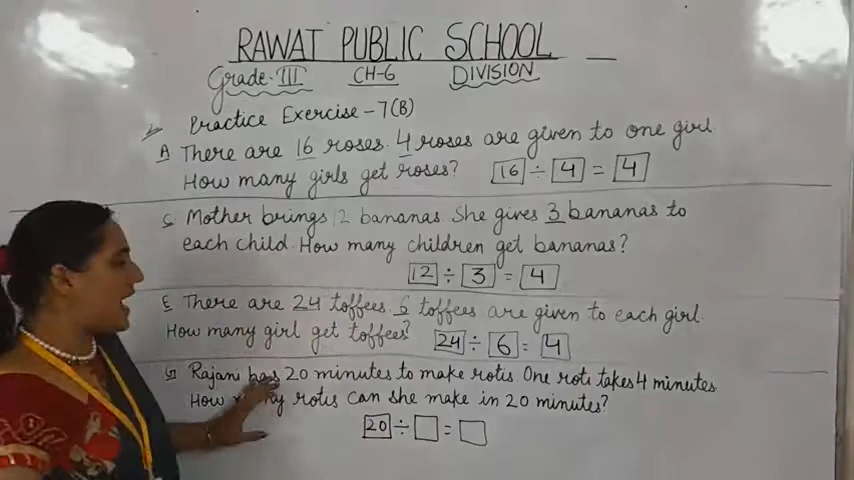 RAWAT PUBLIC SCHOOL
Grade-III CH-6 DIVISION
Practice Exercise-7(B)
A There are 16 roses. 4 roses are given to one girl.
How many girls get roses? 16 ÷ 4 = 4
C Mother brings 12 bananas. She gives 3 bananas to
each child. How many children get bananas?
12 ÷ 3 = 4
E There are 24 toffees. 6 toffees are given to each girl.
How many girl get toffees? 24 ÷ 6 = 4
G Rajani has 20 minutes to make rotis. One roti takes 4 minutes
How many rotis can she make in 20 minutes?
20 ÷ =